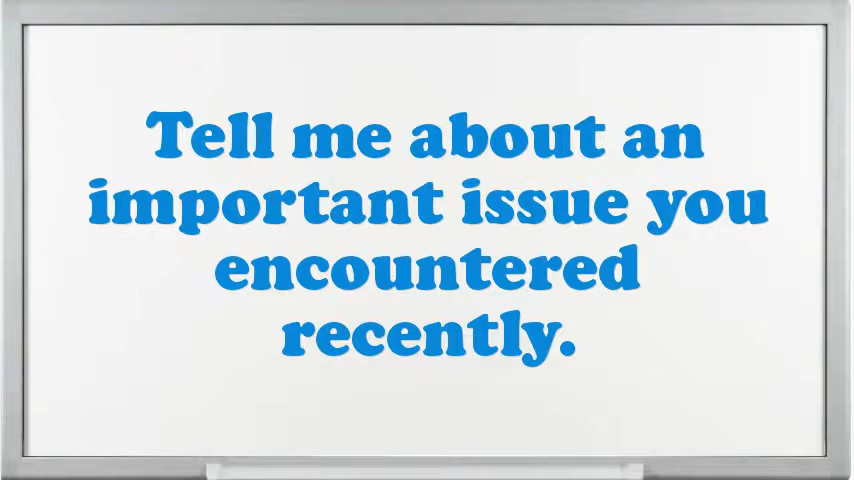 Tell me about an
important issue you
encountered
recently.